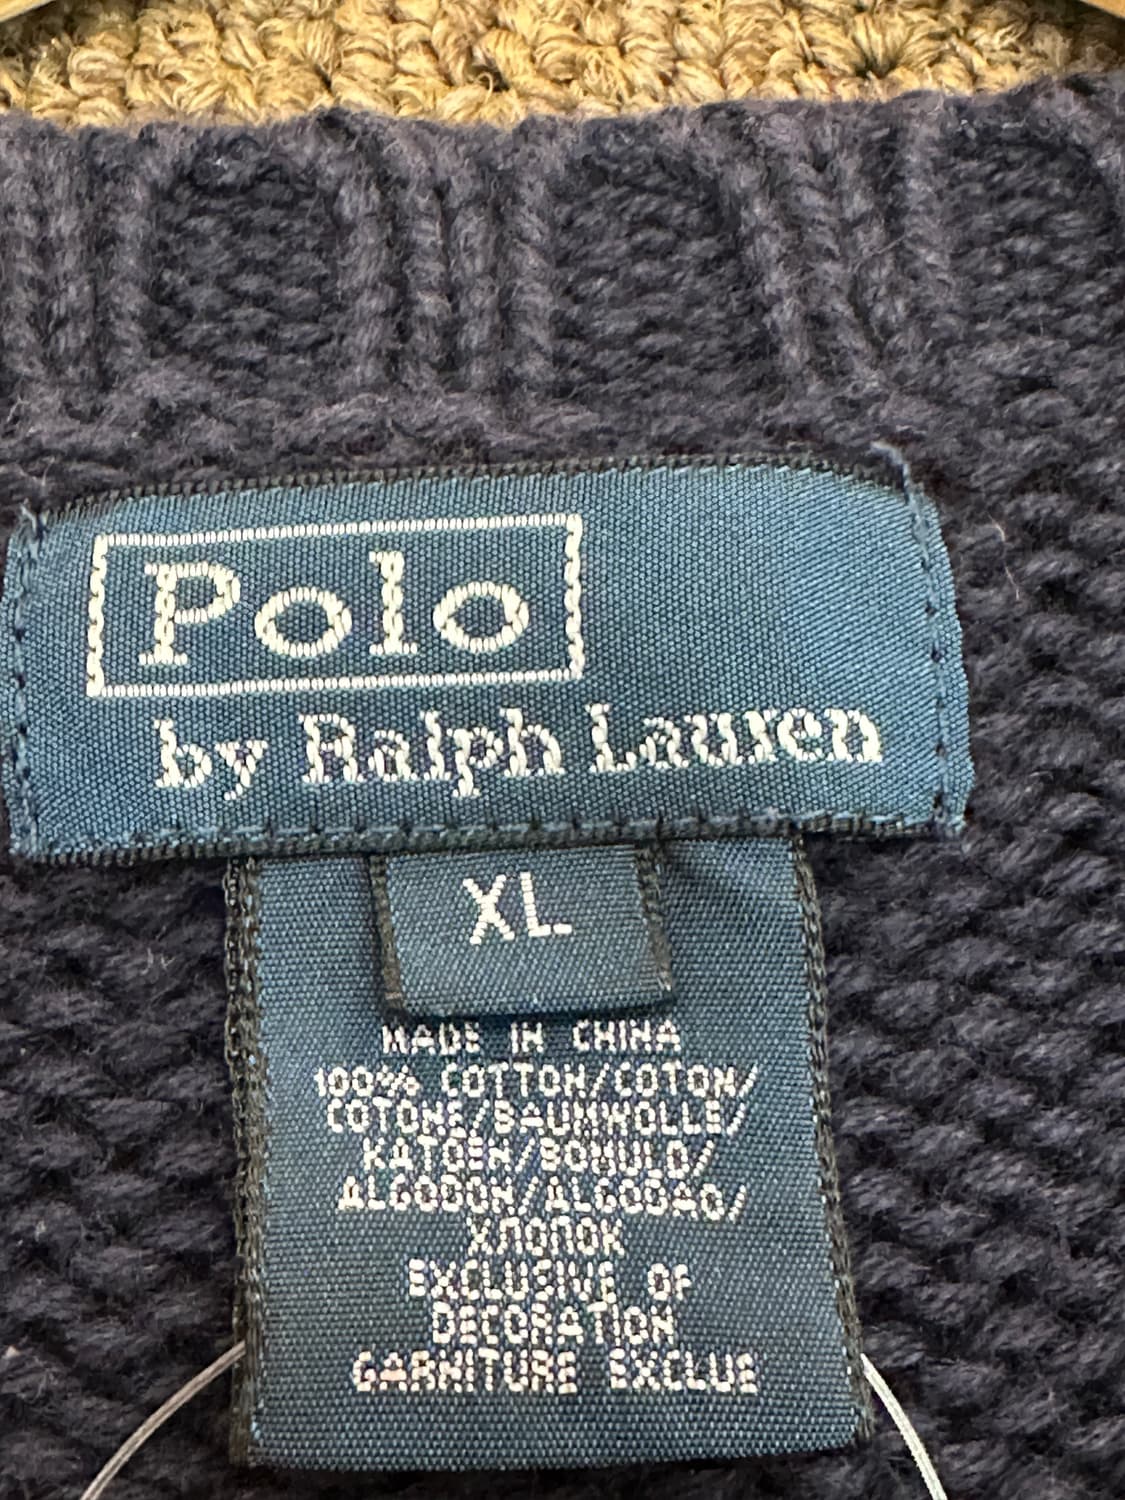 Polo
by Ralph Lauren
XL
MADE IN CHINA
100% COTTON/COTON/
COTONE/BAUMWOLLE/
KATOEN/BOMULD/
ALGODON/ALGODAO/
ХЛОПОК
EXCLUSIVE OF
DECORATION
GARNITURE EXCLUE